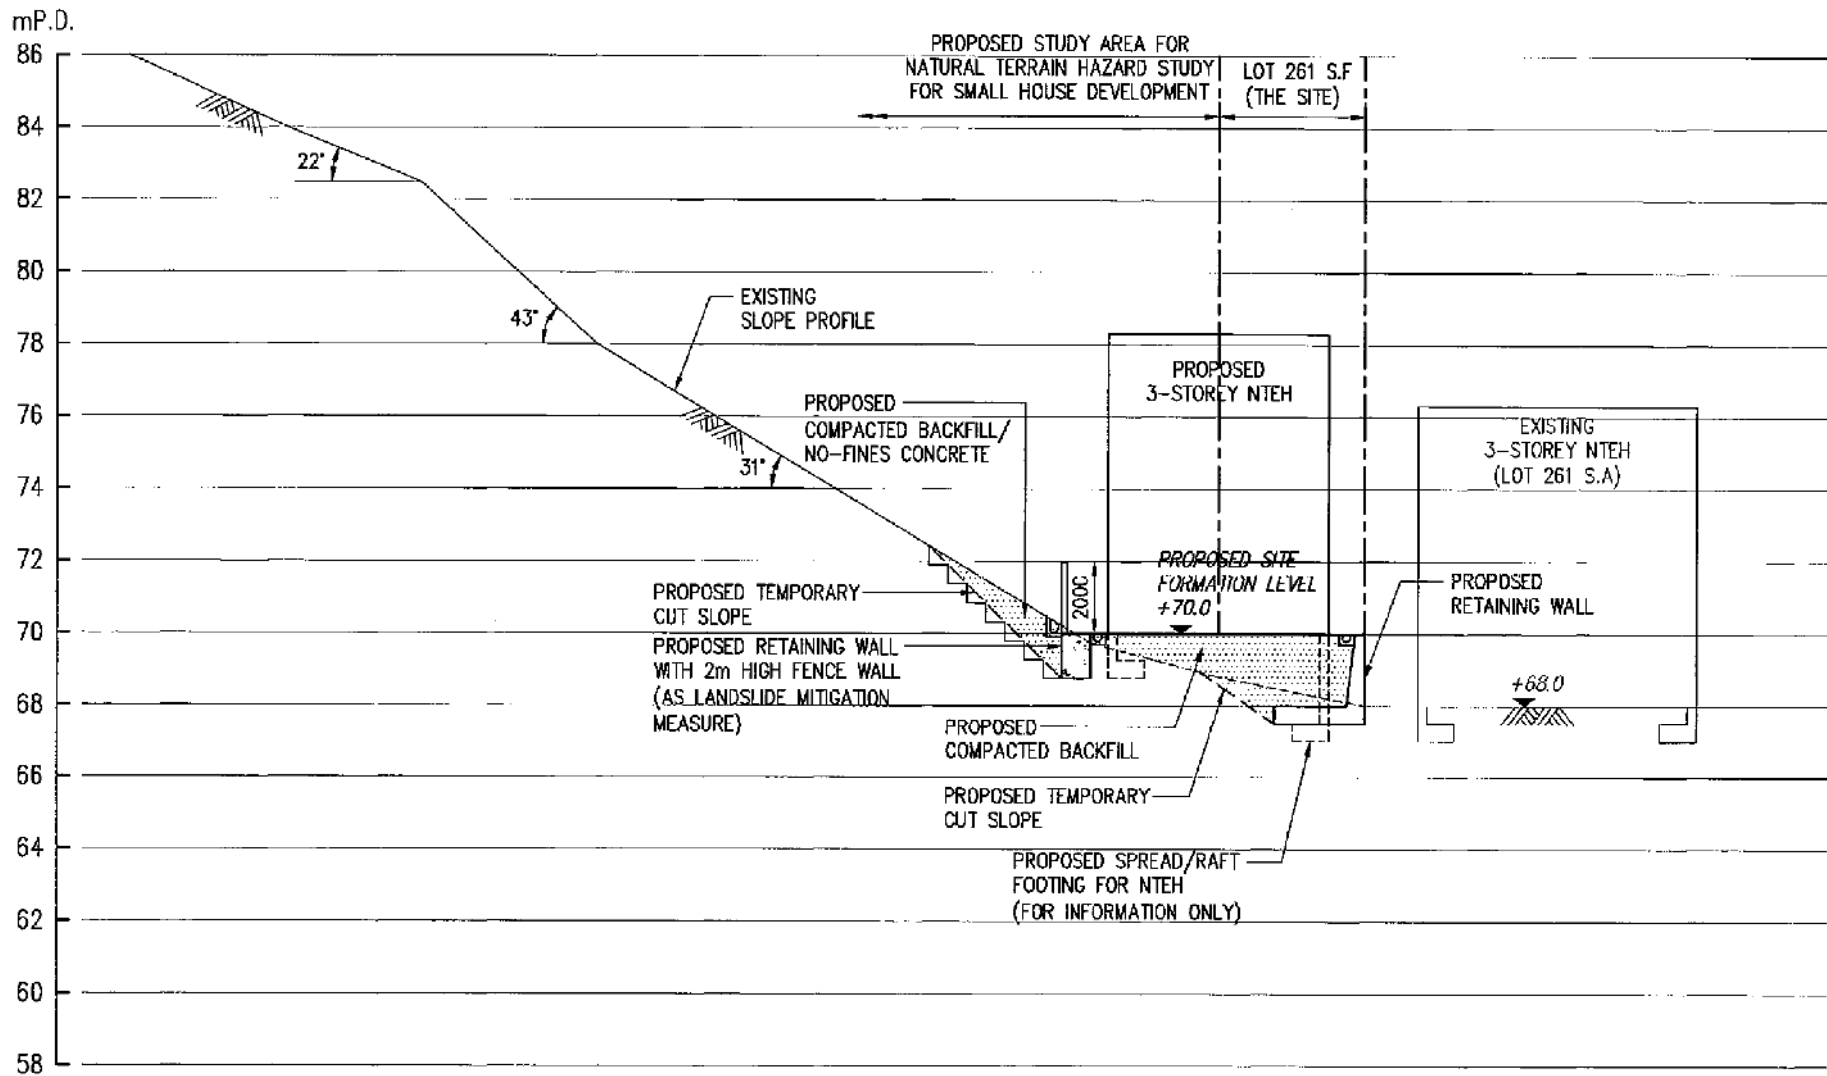 mP.D.
86
84
82
80
78
76
74
72
70
68
66
64
62
60
58
PROPOSED STUDY AREA FOR
NATURAL TERRAIN HAZARD STUDY
FOR SMALL HOUSE DEVELOPMENT
LOT 261 S.F
(THE SITE)
22°
43°
31°
EXISTING
SLOPE PROFILE
PROPOSED
COMPACTED BACKFILL/
NO-FINES CONCRETE
PROPOSED
3-STOREY NTEH
EXISTING
3-STOREY NTEH
(LOT 261 S.A)
PROPOSED TEMPORARY
CUT SLOPE
PROPOSED RETAINING WALL
WITH 2m HIGH FENCE WALL
(AS LANDSLIDE MITIGATION
MEASURE)
2000
PROPOSED SITE
FORMATION LEVEL
+70.0
PROPOSED
RETAINING WALL
+68.0
PROPOSED
COMPACTED BACKFILL
PROPOSED TEMPORARY
CUT SLOPE
PROPOSED SPREAD/RAFT
FOOTING FOR NTEH
(FOR INFORMATION ONLY)